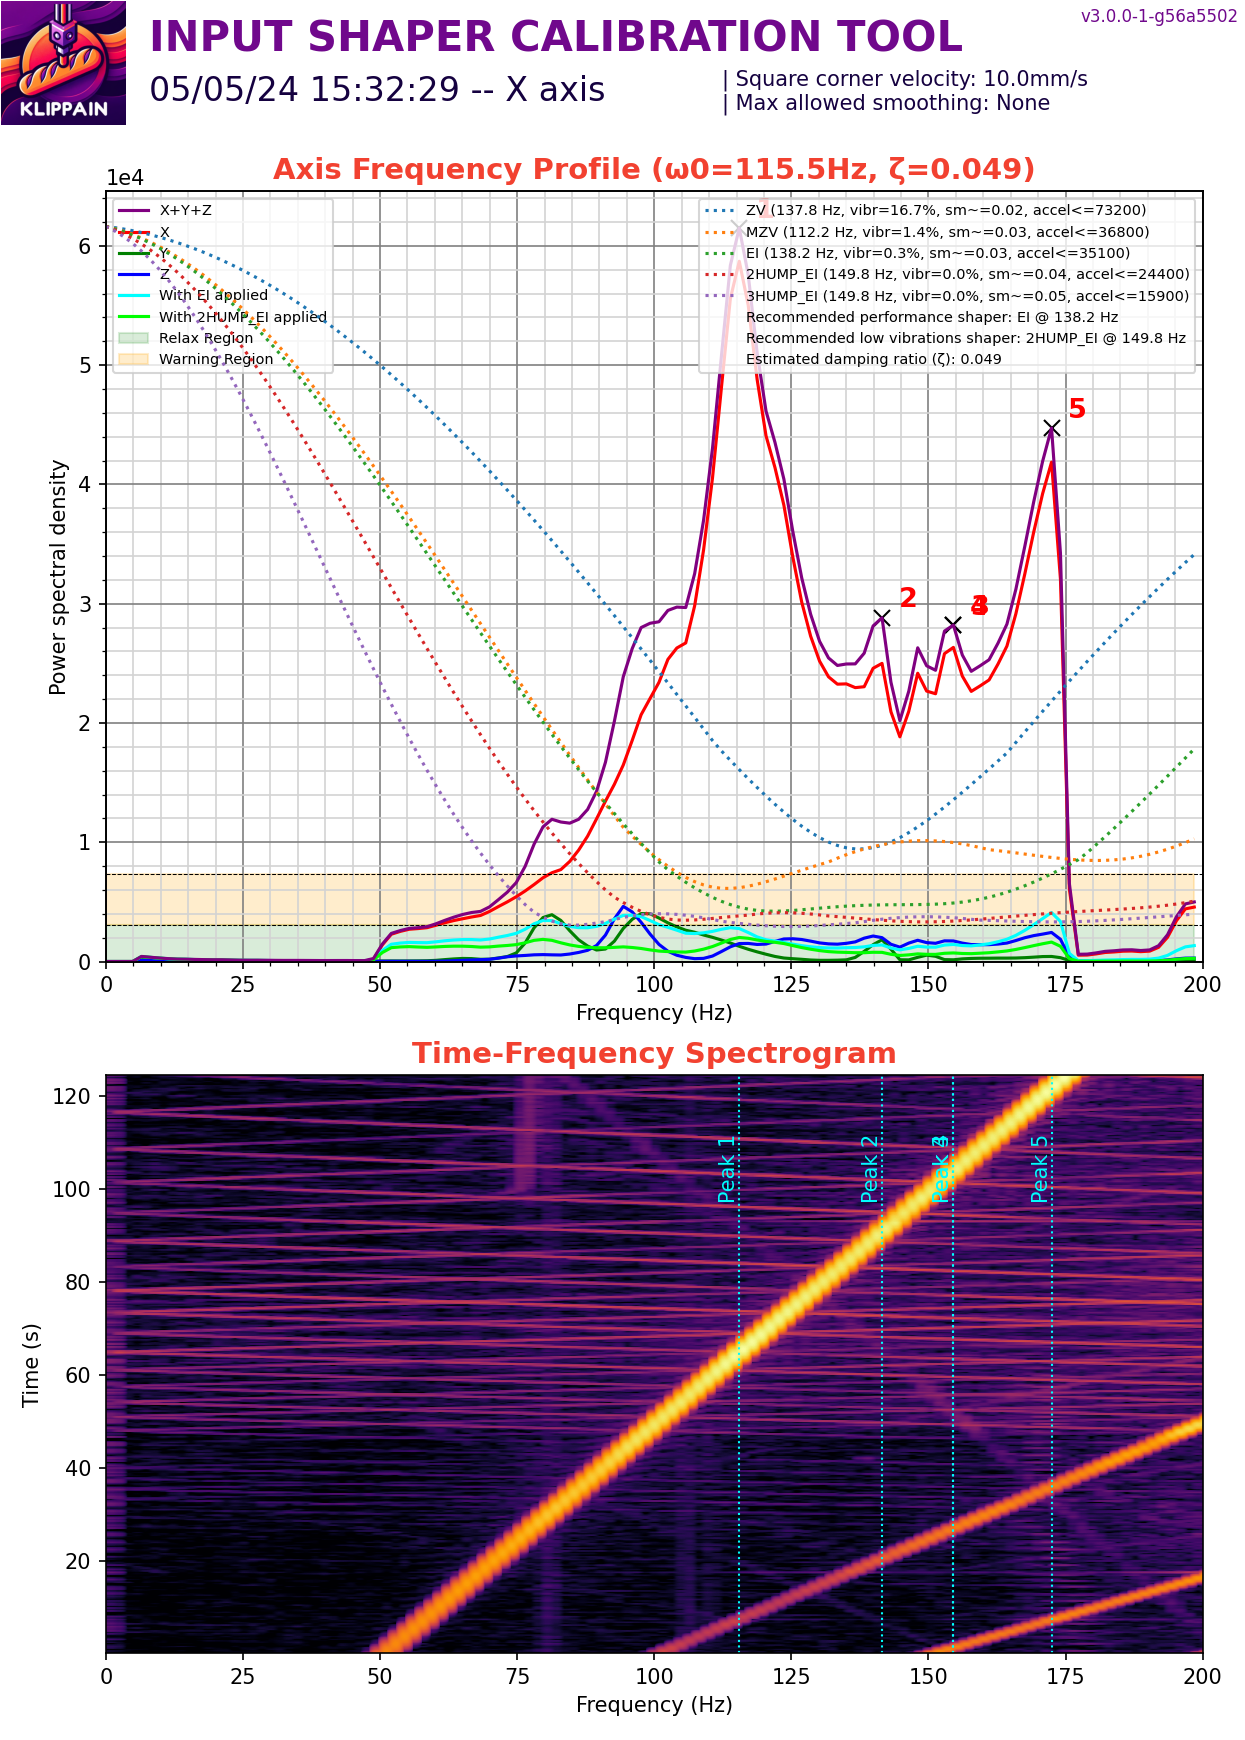 INPUT SHAPER CALIBRATION TOOL
v3.0.0-1-g56a5502
05/05/24 15:32:29 -- X axis
| Square corner velocity: 10.0mm/s
| Max allowed smoothing: None
KLIPPAIN
Axis Frequency Profile (ω0=115.5Hz, ζ=0.049)
1e4
X+Y+Z
X
Y
Z
With EI applied
With 2HUMP_EI applied
Relax Region
Warning Region
ZV (137.8 Hz, vibr=16.7%, sm~=0.02, accel<=73200)
MZV (112.2 Hz, vibr=1.4%, sm~=0.03, accel<=36800)
EI (138.2 Hz, vibr=0.3%, sm~=0.03, accel<=35100)
2HUMP_EI (149.8 Hz, vibr=0.0%, sm~=0.04, accel<=24400)
3HUMP_EI (149.8 Hz, vibr=0.0%, sm~=0.05, accel<=15900)
Recommended performance shaper: EI @ 138.2 Hz
Recommended low vibrations shaper: 2HUMP_EI @ 149.8 Hz
Estimated damping ratio (ζ): 0.049
1
5
2
Power spectral density
6
5
4
3
2
1
0
0 25 50 75 100 125 150 175 200
Frequency (Hz)
Time-Frequency Spectrogram
Peak 1
Peak 2
Peak
Peak 5
Time (s)
120
100
80
60
40
20
0 25 50 75 100 125 150 175 200
Frequency (Hz)